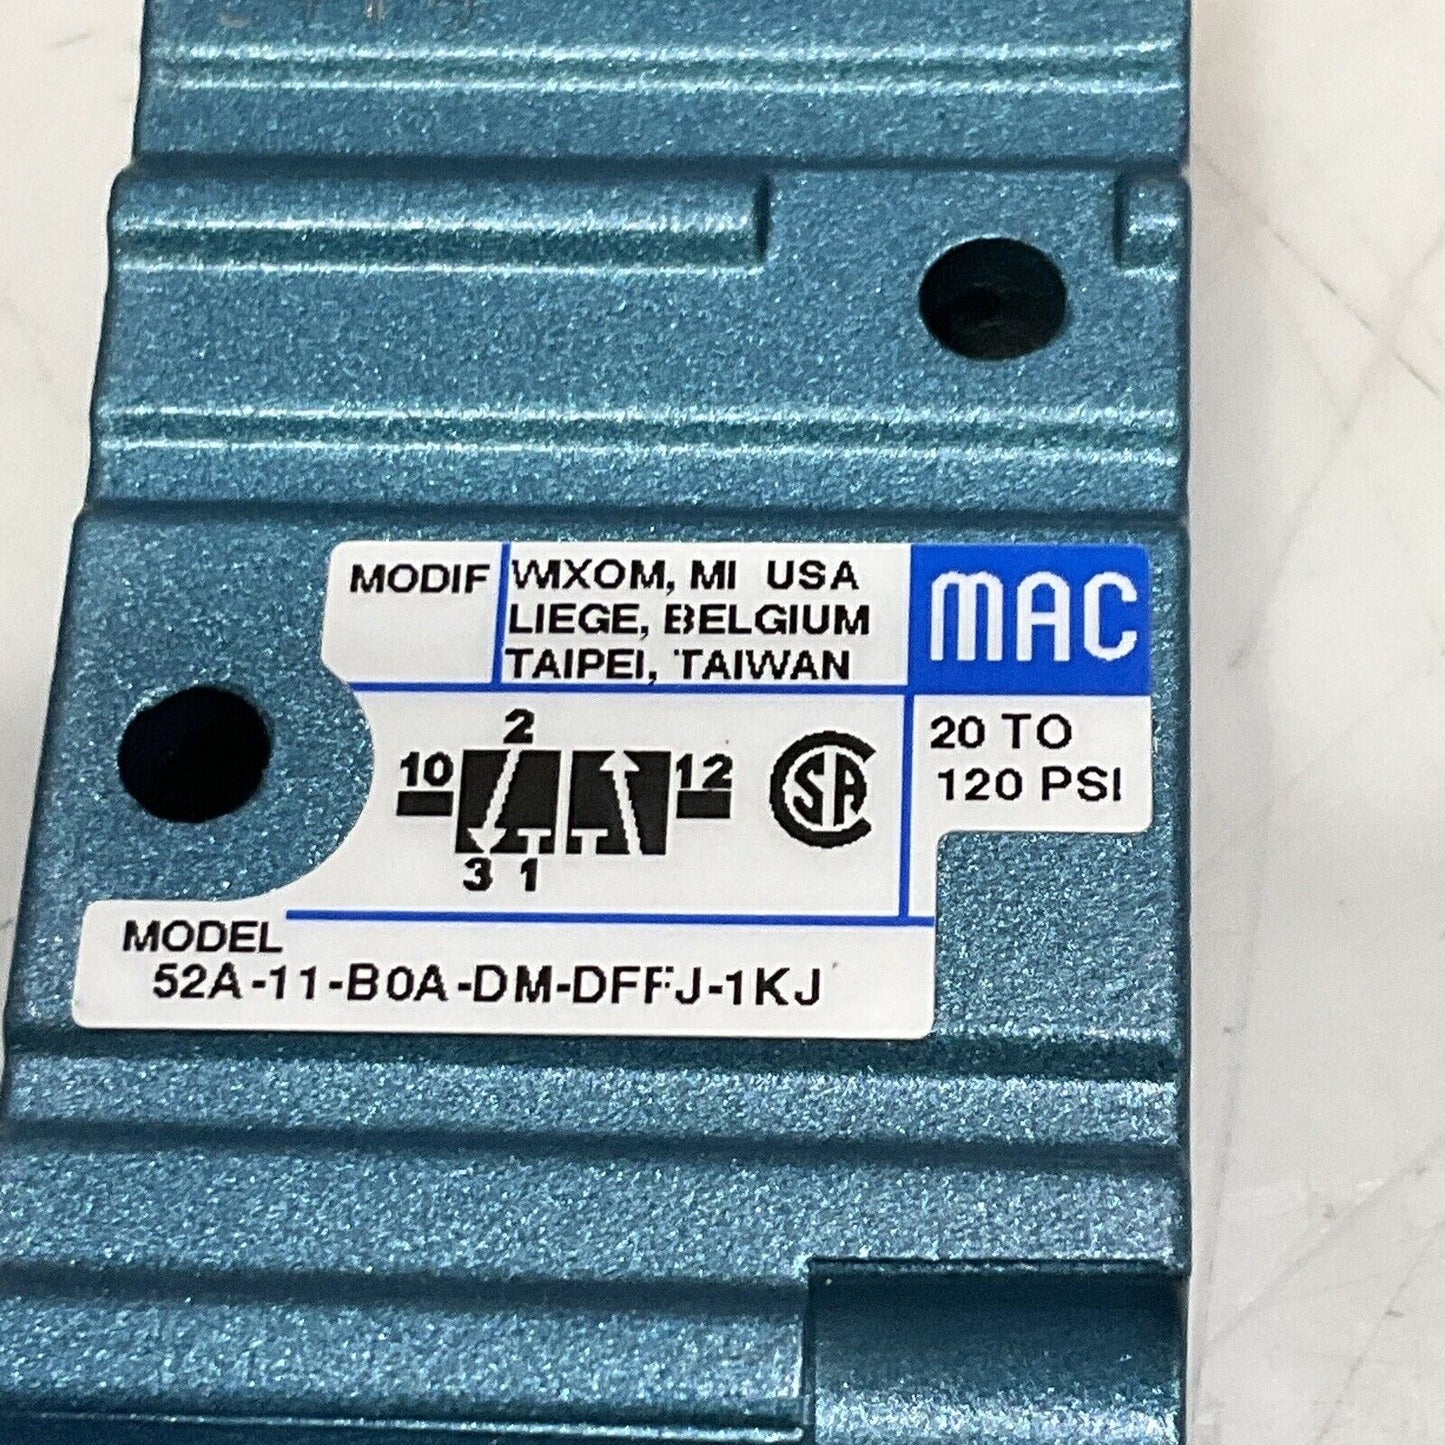 MODIF
WIXOM, MI USA
LIEGE, BELGIUM
TAIPEI, TAIWAN
MAC
2
10
12
3 1
SA
20 TO
120 PSI
MODEL
52A-11-B0A-DM-DFFJ-1KJ